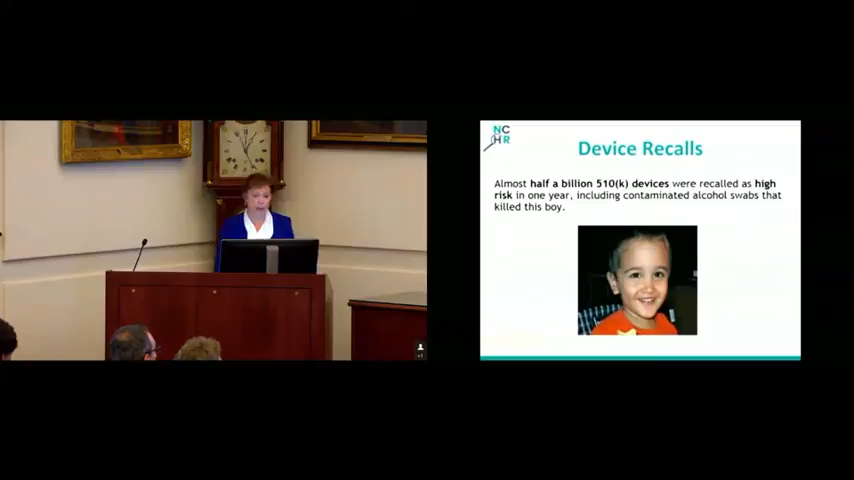 NC
HR
Device Recalls
Almost half a billion 510(k) devices were recalled as high
risk in one year, including contaminated alcohol swabs that
killed this boy.